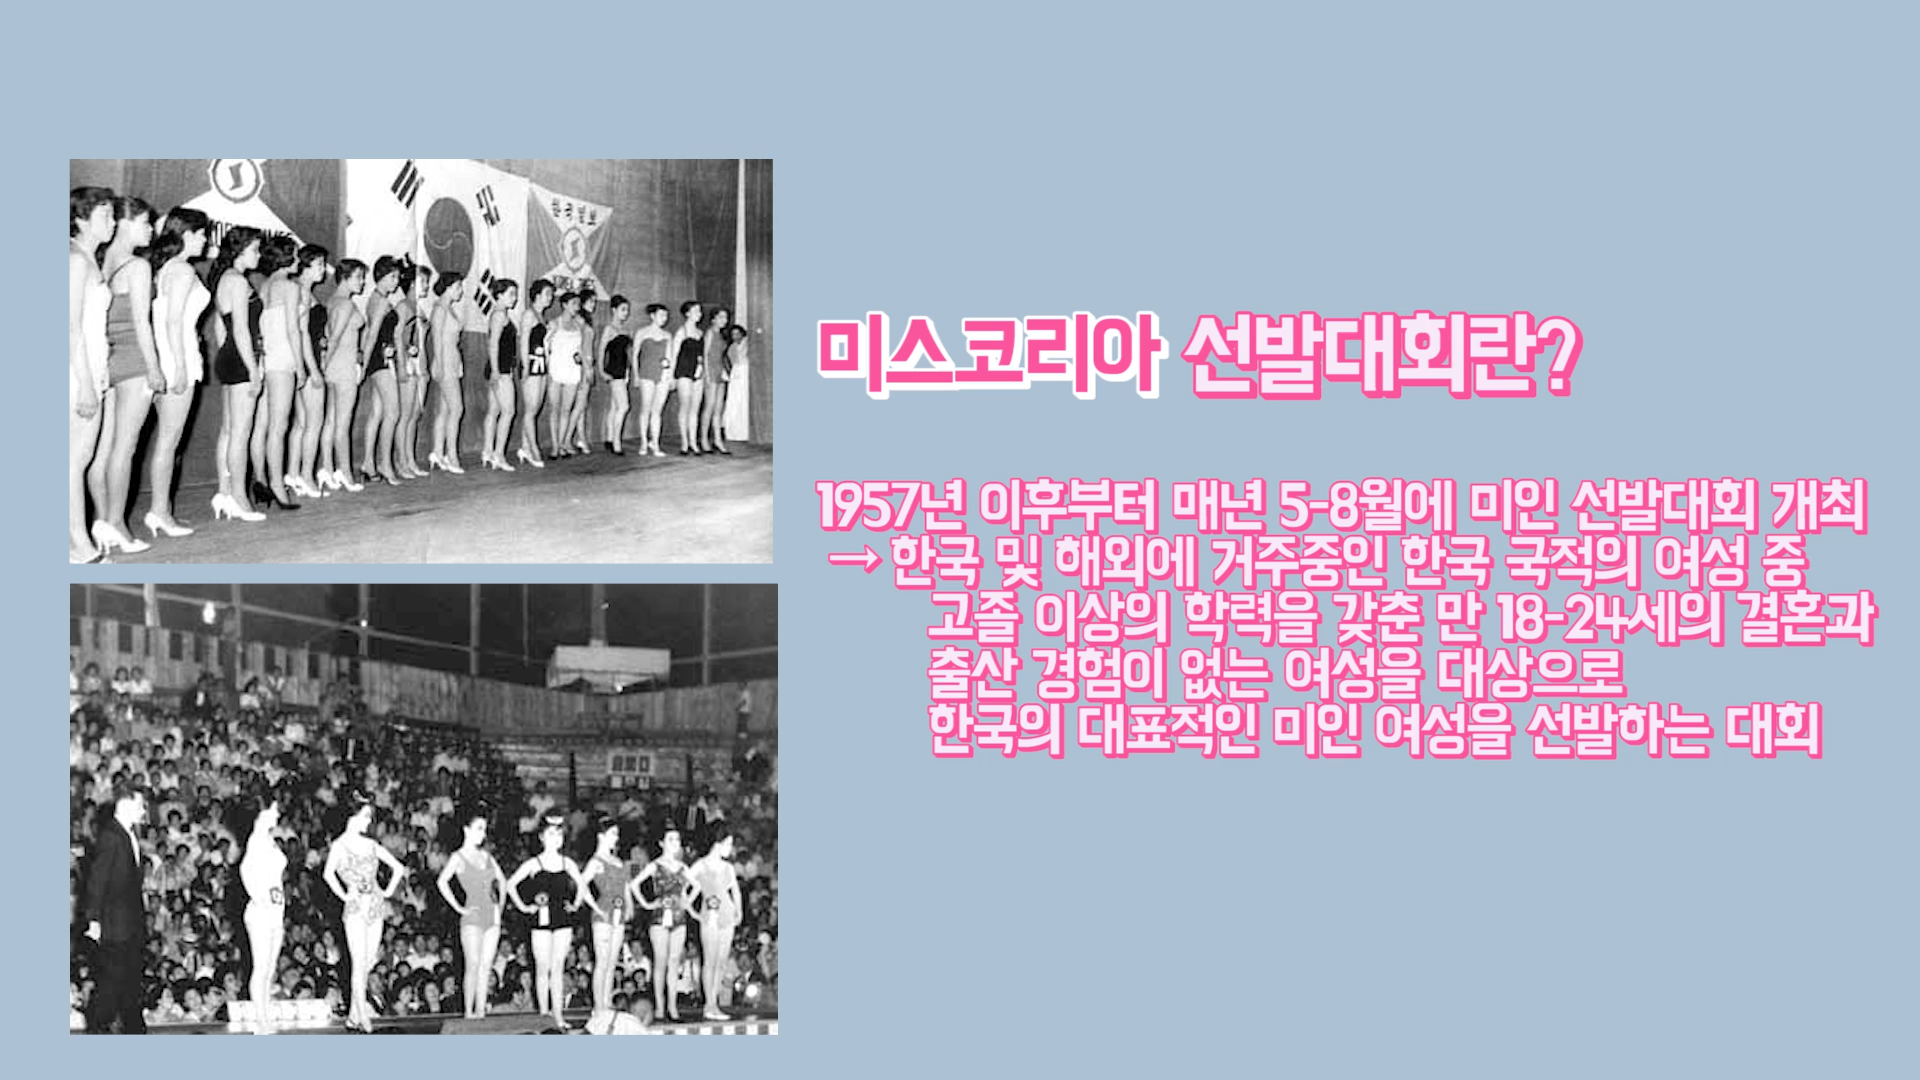 미스코리아 선발대회란?
1957년 이후부터 매년 5-8월에 미인 선발대회 개최
→ 한국 및 해외에 거주중인 한국 국적의 여성 중
고졸 이상의 학력을 갖춘 만 18-24세의 결혼과
출산 경험이 없는 여성을 대상으로
한국의 대표적인 미인 여성을 선발하는 대회